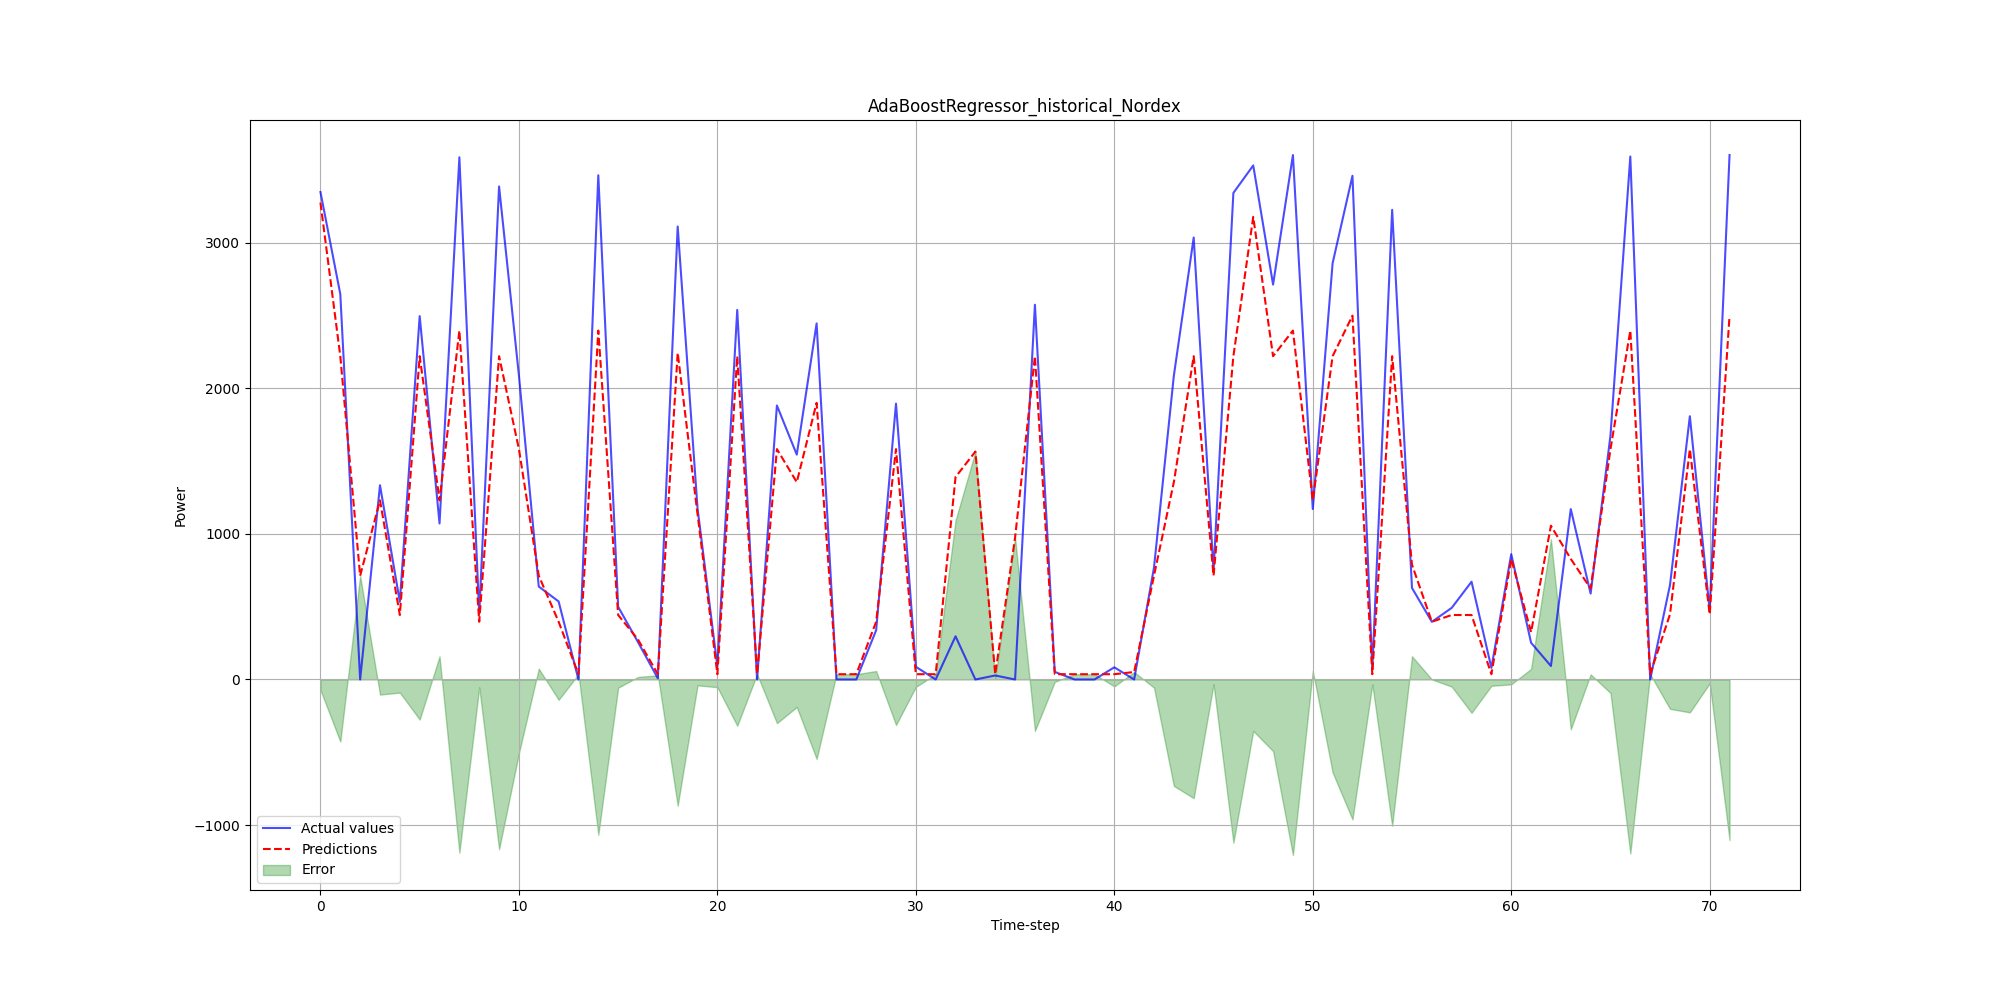 AdaBoostRegressor_historical_Nordex
Power
3000
2000
1000
0
−1000
Actual values
Predictions
Error
0 10 20 30 40 50 60 70
Time-step